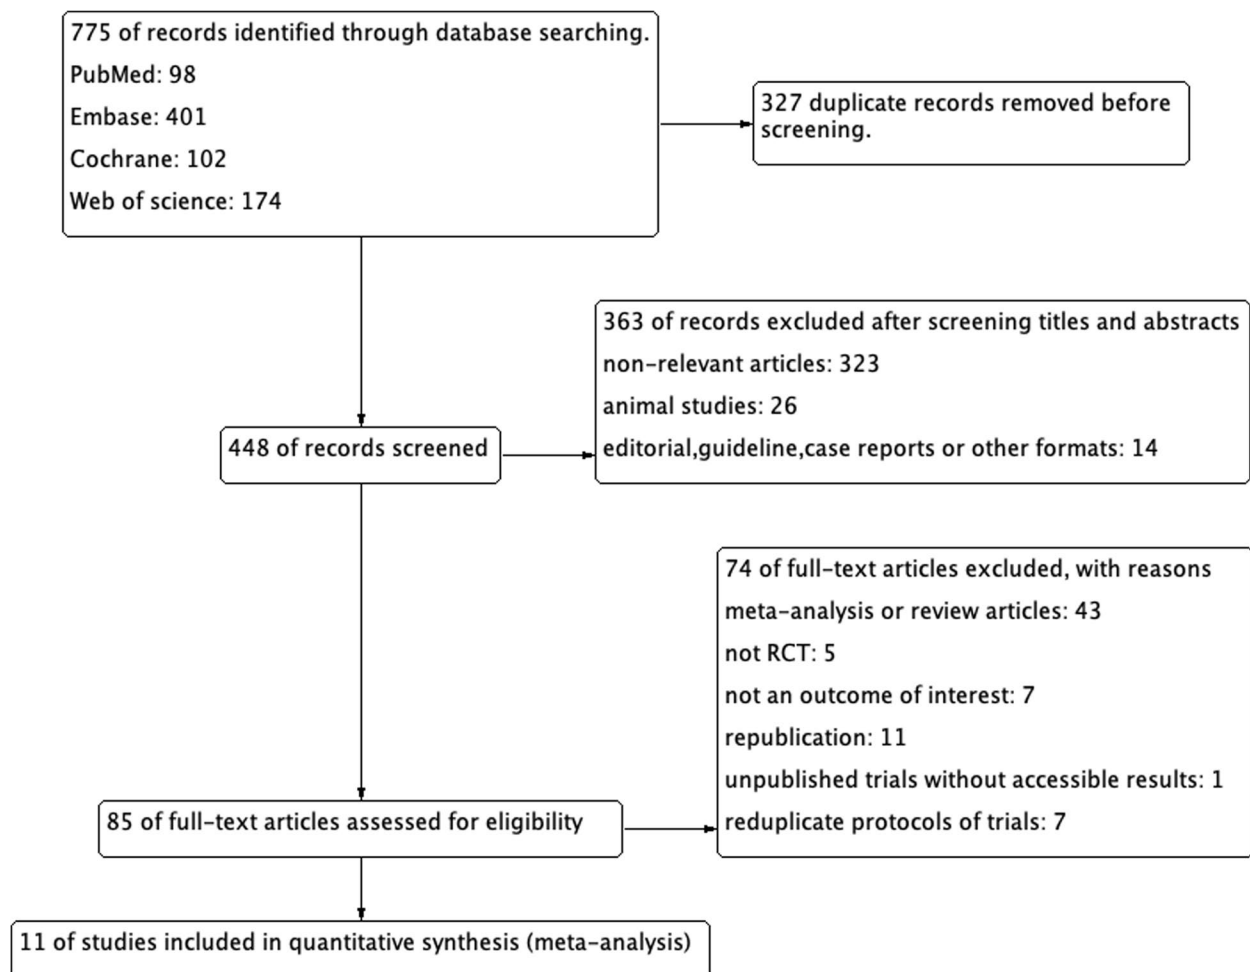 775 of records identified through database searching.
PubMed: 98
Embase: 401
Cochrane: 102
Web of science: 174
327 duplicate records removed before
screening.
363 of records excluded after screening titles and abstracts
non-relevant articles: 323
animal studies: 26
editorial,guideline,case reports or other formats: 14
448 of records screened
74 of full-text articles excluded, with reasons
meta-analysis or review articles: 43
not RCT: 5
not an outcome of interest: 7
republication: 11
unpublished trials without accessible results: 1
reduplicate protocols of trials: 7
85 of full-text articles assessed for eligibility
11 of studies included in quantitative synthesis (meta-analysis)